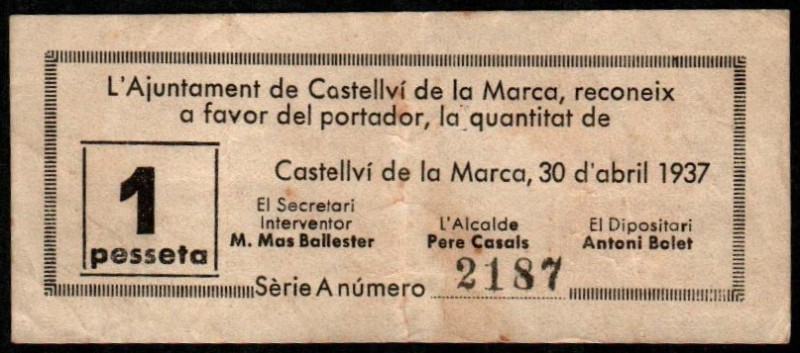 L'Ajuntament de Castellví de la Marca, reconeix
a favor del portador, la quantitat de
1
pesseta
Castellví de la Marca, 30 d'abril 1937
El Secretari
Interventor
M. Mas Ballester
L'Alcalde
Pere Casals
El Dipositari
Antoni Bolet
Sèrie A número 2187